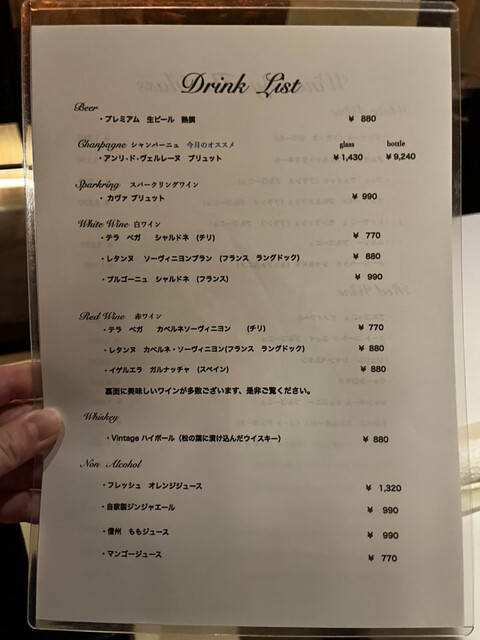 Drink List
Beer
・プレミアム 生ビール 熟撰 ¥ 880
Chanpagne シャンパーニュ 今月のオススメ glass bottle
・アンリ・ド・ヴェルレーヌ ブリュット ¥ 1,430 ¥ 9,240
Sparkring スパークリングワイン
・カヴァ ブリュット ¥ 990
White Wine 白ワイン
・テラ ベガ シャルドネ (チリ) ¥ 770
・レタンヌ ソーヴィニヨンブラン (フランス ラングドック) ¥ 880
・ブルゴーニュ シャルドネ (フランス) ¥ 990
Red Wine 赤ワイン
・テラ ベガ カベルネソーヴィニヨン (チリ) ¥ 770
・レタンヌ カベルネ・ソーヴィニヨン(フランス ラングドック) ¥ 880
・イゲルエラ ガルナッチャ (スペイン) ¥ 880
裏面に美味しいワインが多数ございます、是非ご覧ください。
Whiskey
・Vintage ハイボール（松の葉に漬け込んだウイスキー） ¥ 880
Non Alcohol
・フレッシュ オレンジジュース ¥ 1,320
・自家製ジンジャエール ¥ 990
・信州 ももジュース ¥ 990
・マンゴージュース ¥ 770